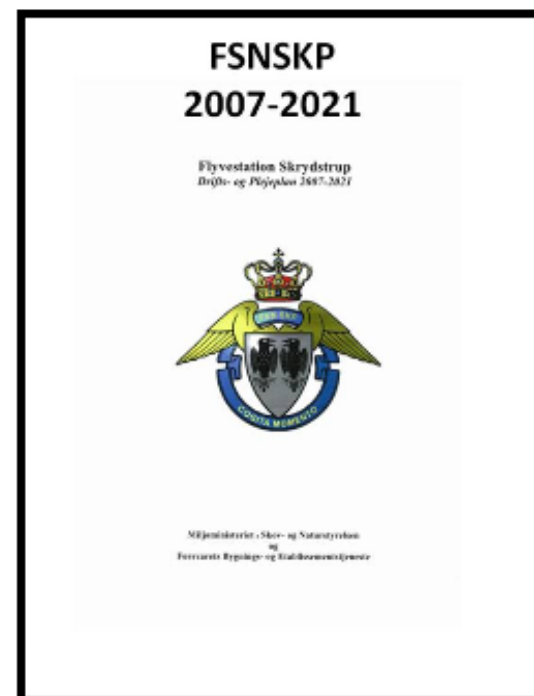 FSNSKP
2007-2021
Flyvestation Skrydstrup
Drifts- og Plejeplan 2007-2021
COGITA MOMENTO
Miljøministeriet, Skov- og Naturstyrelsen
og
Forsvarets Bygnings- og Etablissementstjeneste